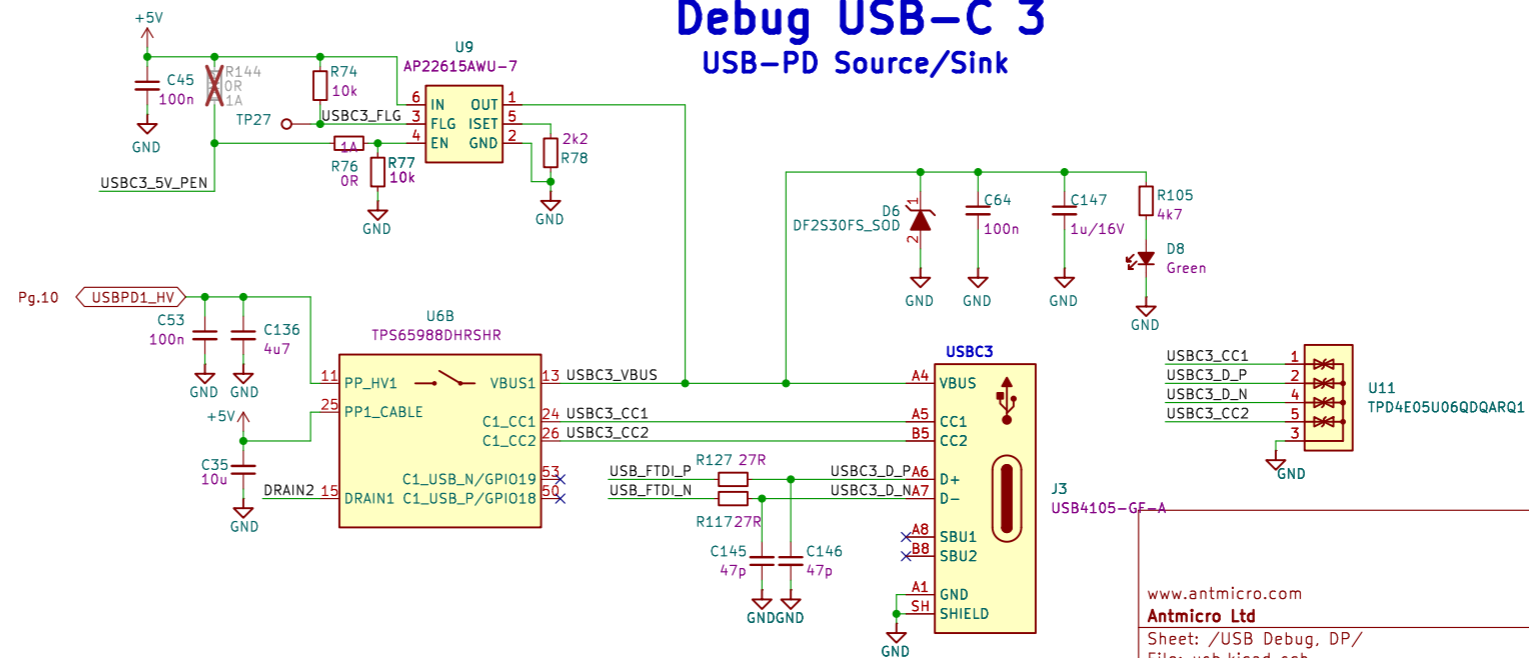 Debug USB-C 3
USB-PD Source/Sink
+5V
C45
100n
GND
R144
0R
1A
R74
10k
TP27
USBC3_FLG
U9
AP22615AWU-7
6 IN OUT 1
3 FLG ISET 5
4 EN GND 2
1A
R76
0R
R77
10k
GND
2k2
R78
GND
USBC3_5V_PEN
D6
DF2S30FS_SOD
1
2
GND
C64
100n
GND
C147
1u/16V
GND
R105
4k7
D8
Green
GND
Pg.10
USBPD1_HV
C53
100n
GND
C136
4u7
GND
+5V
C35
10u
GND
DRAIN2
U6B
TPS65988DHRSHR
11 PP_HV1 VBUS1 13 USBC3_VBUS
25 PP1_CABLE
C1_CC1 24 USBC3_CC1
C1_CC2 26 USBC3_CC2
C1_USB_N/GPIO19 53
15 DRAIN1 C1_USB_P/GPIO18 50
USB_FTDI_P
R127 27R
USBC3_D_P
USB_FTDI_N
R117 27R
USBC3_D_N
C145
47p
GND
C146
47p
GND
USBC3
A4 VBUS
A5 CC1
B5 CC2
A6 D+
A7 D-
A8 SBU1
B8 SBU2
A1 GND
SH SHIELD
GND
J3
USB4105-GF-A
USBC3_CC1 1
USBC3_D_P 2
USBC3_D_N 4
USBC3_CC2 5
3
GND
U11
TPD4E05U06QDQARQ1
www.antmicro.com
Antmicro Ltd
Sheet: /USB Debug, DP/